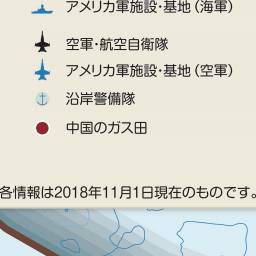 アメリカ軍施設・基地（海軍）
空軍・航空自衛隊
アメリカ軍施設・基地（空軍）
沿岸警備隊
中国のガス田
各情報は2018年11月1日現在のものです。